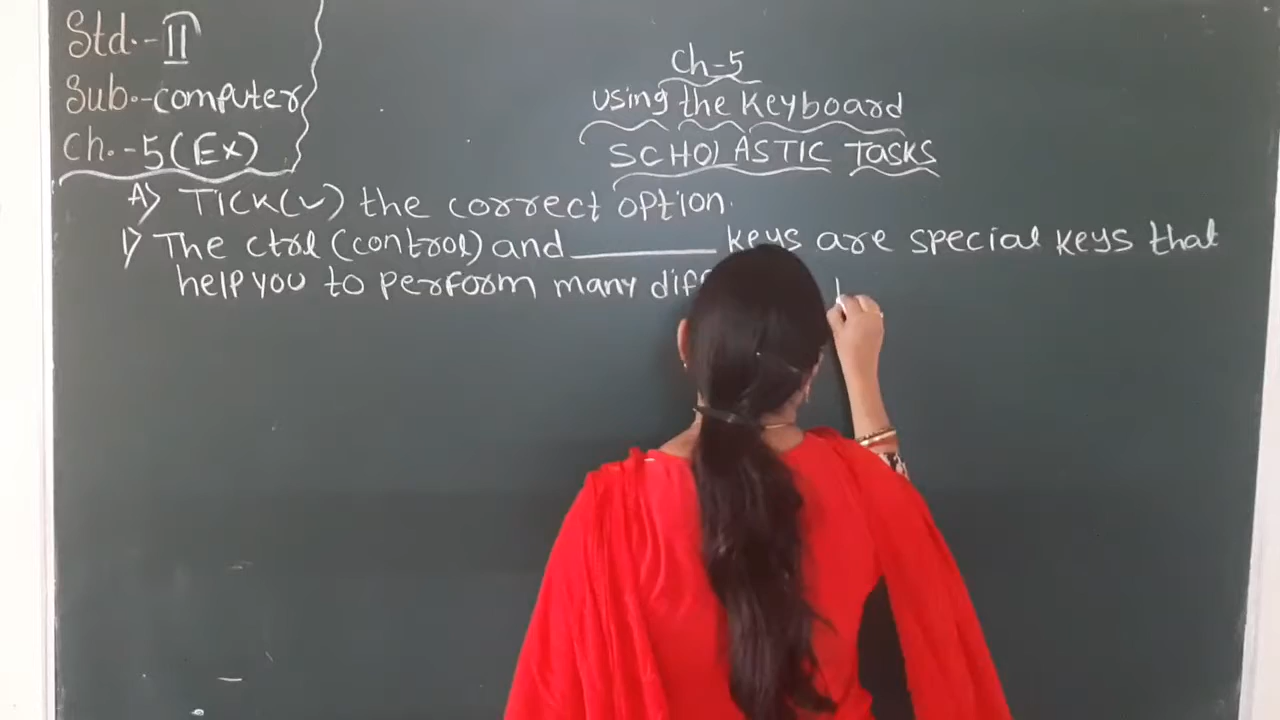 Std.-II
Sub.-computer
Ch.-5(Ex)
Ch-5
using the Keyboard
SCHOLASTIC TASKS
A) TICK(✓) the correct option.
1) The ctrl (control) and ________ keys are special keys that
help you to perform many